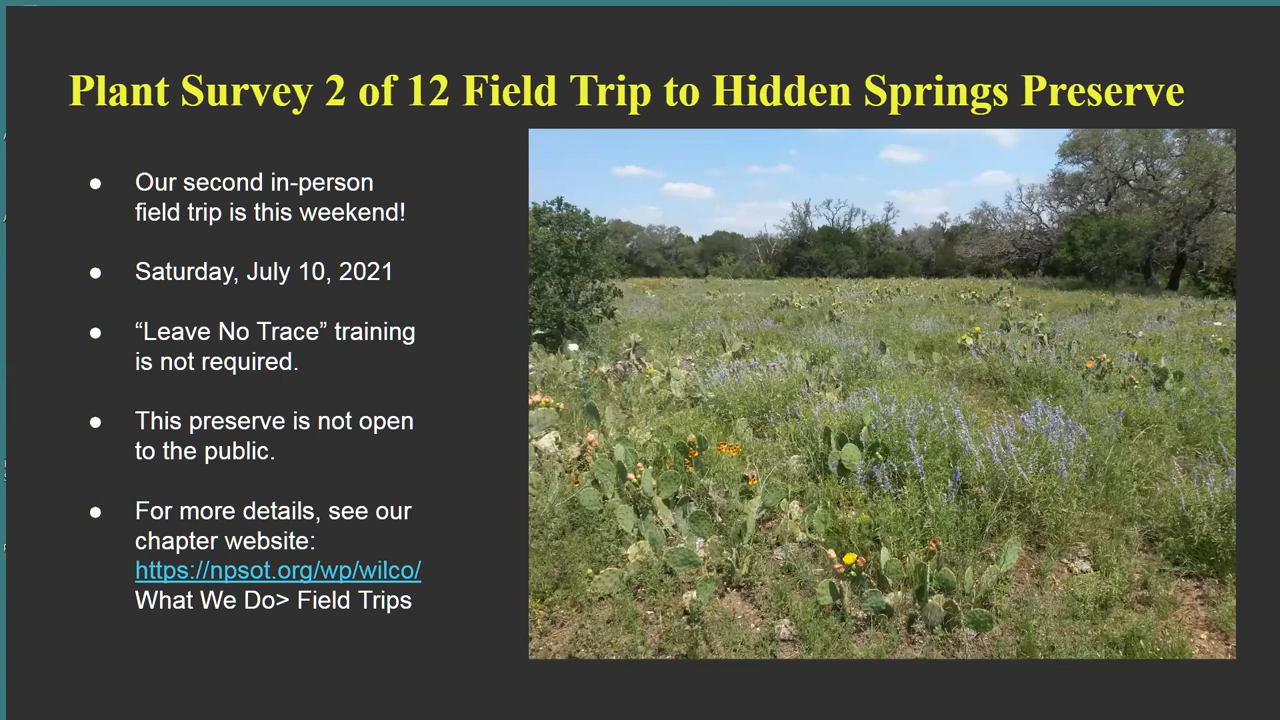 Plant Survey 2 of 12 Field Trip to Hidden Springs Preserve
● Our second in-person
field trip is this weekend!
● Saturday, July 10, 2021
● “Leave No Trace” training
is not required.
● This preserve is not open
to the public.
● For more details, see our
chapter website:
https://npsot.org/wp/wilco/
What We Do> Field Trips